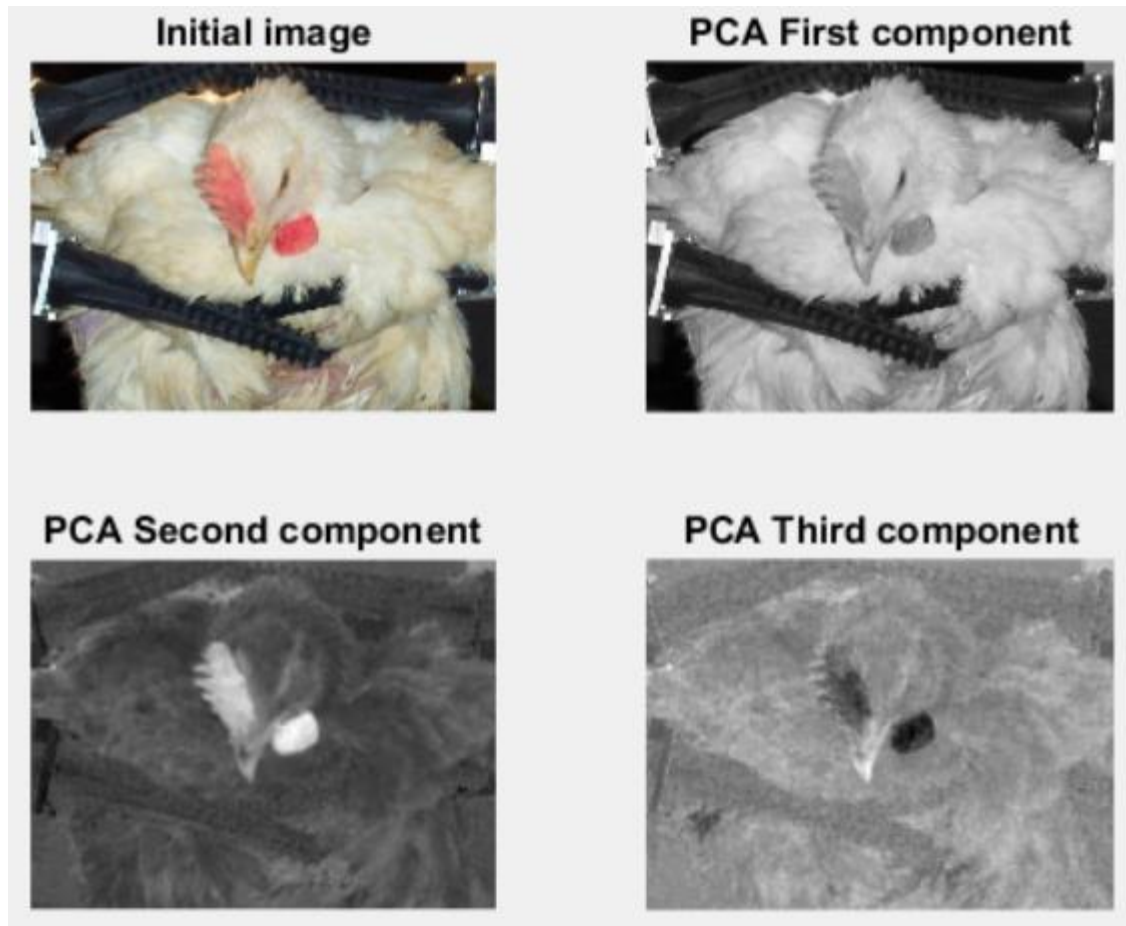 Initial image
PCA First component
PCA Second component
PCA Third component